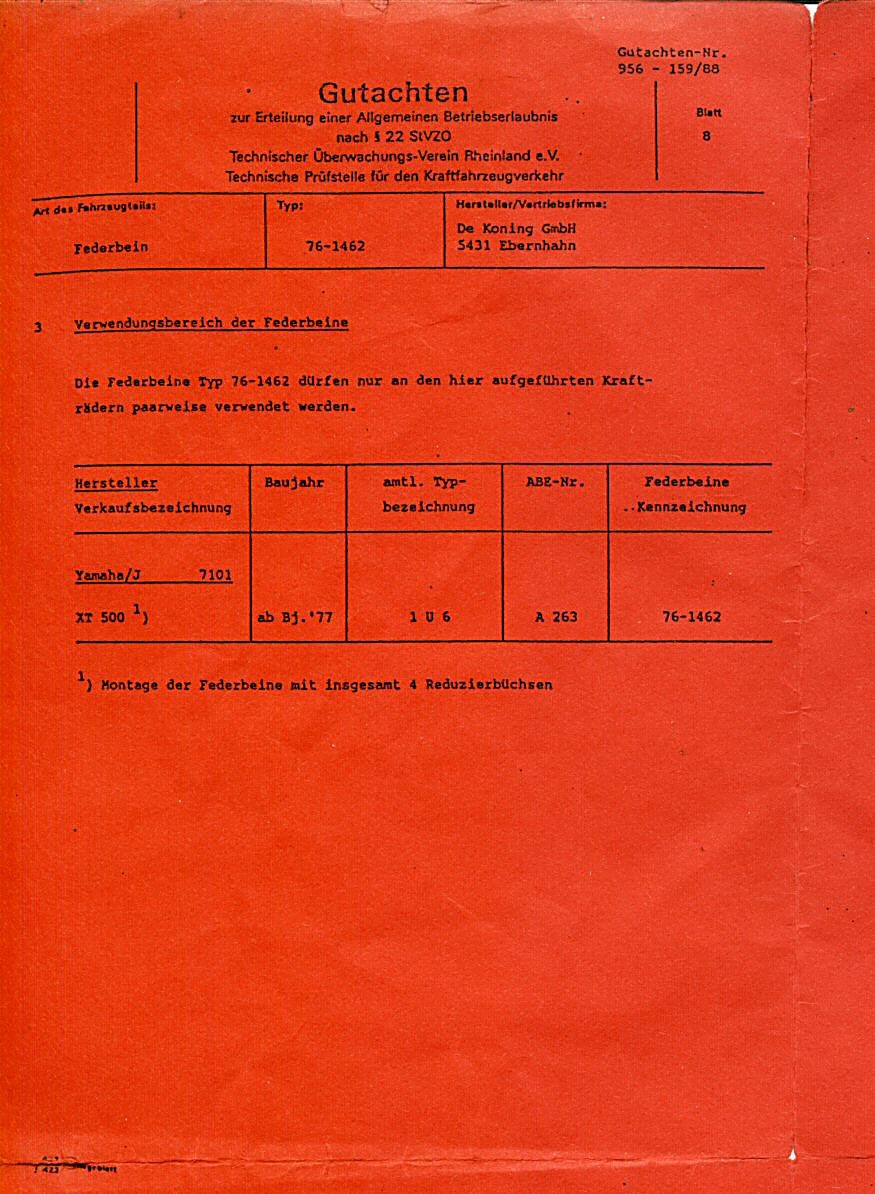 Gutachten-Nr.
956 - 159/88
Gutachten
zur Erteilung einer Allgemeinen Betriebserlaubnis
nach § 22 StVZO
Technischer Überwachungs-Verein Rheinland e.V.
Technische Prüfstelle für den Kraftfahrzeugverkehr
Blatt
8
Art des Fahrzeugteils: Typ: Hersteller/Vertriebsfirma:
Federbein 76-1462 De Koning GmbH
5431 Ebernhahn
3 Verwendungsbereich der Federbeine
Die Federbeine Typ 76-1462 dürfen nur an den hier aufgeführten Kraft-
rädern paarweise verwendet werden.
Hersteller Baujahr amtl. Typ- ABE-Nr. Federbeine
Verkaufsbezeichnung bezeichnung Kennzeichnung
Yamaha/J 7101
XT 500 1) ab Bj.'77 1 U 6 A 263 76-1462
1) Montage der Federbeine mit insgesamt 4 Reduzierbüchsen